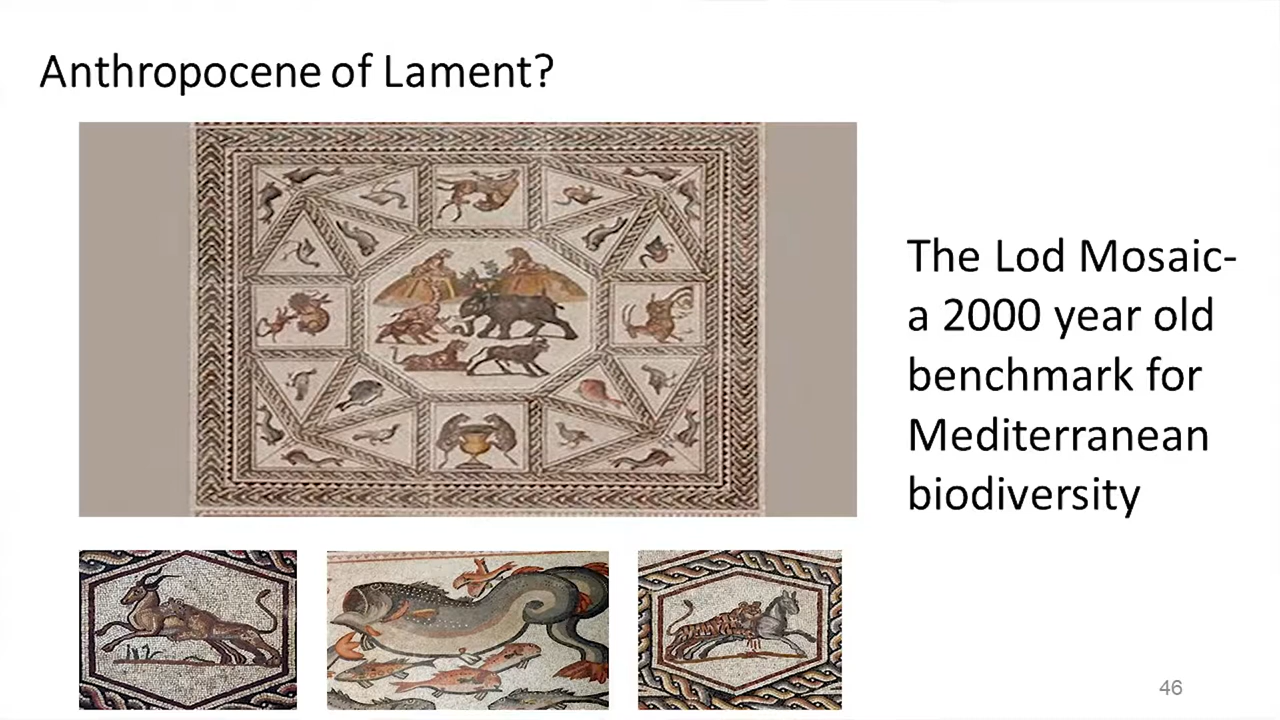 Anthropocene of Lament?
The Lod Mosaic-
a 2000 year old
benchmark for
Mediterranean
biodiversity
46